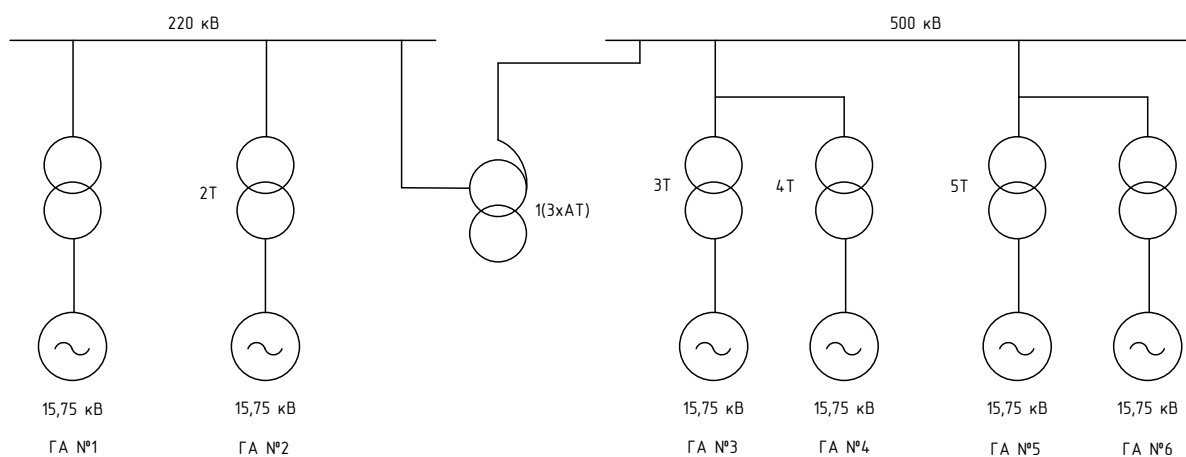 220 кВ
500 кВ
2Т
1(3хАТ)
3Т
4Т
5Т
15,75 кВ
15,75 кВ
15,75 кВ
15,75 кВ
15,75 кВ
15,75 кВ
ГА №1
ГА №2
ГА №3
ГА №4
ГА №5
ГА №6